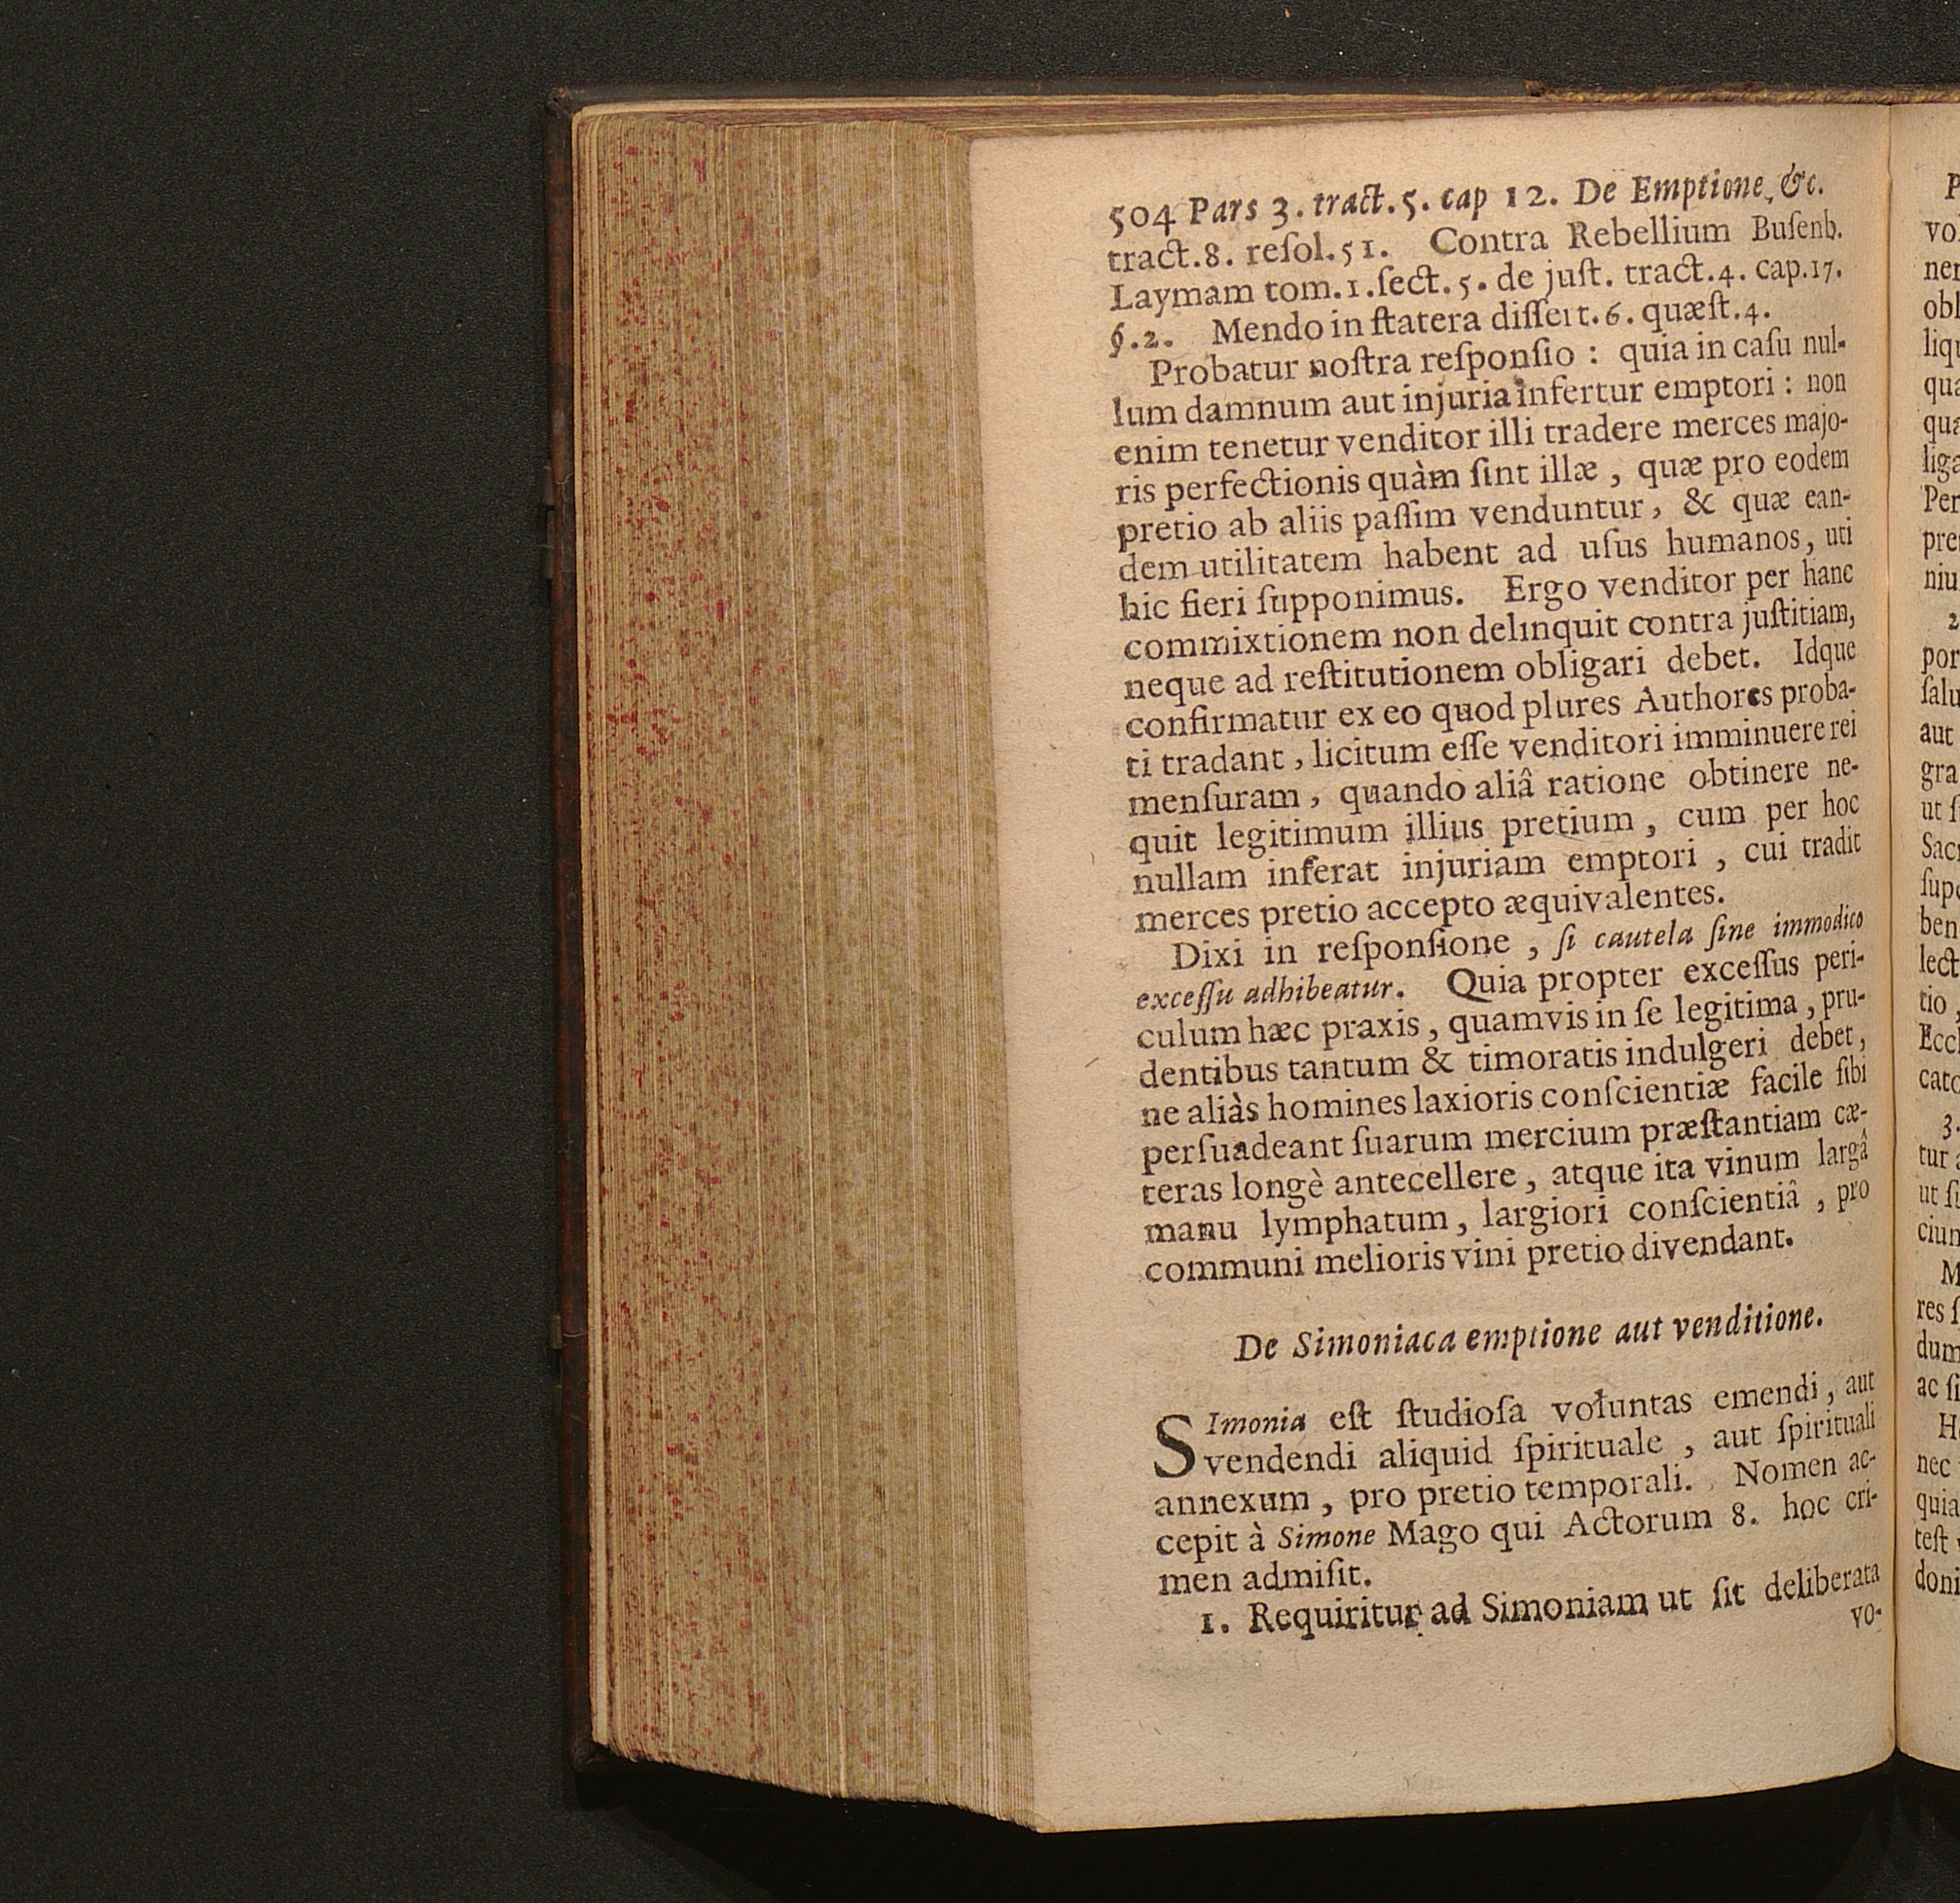 504 Pars 3. tract. 5. cap 12. De Emptione, &c.
tract. 8. reſol. 51. Contra Rebellium Buſenb.
Laymam tom. 1. ſect. 5. de juſt. tract. 4. cap. 17.
§. 2. Mendo in ſtatera diſſert. 6. quæſt. 4.
Probatur noſtra reſponſio : quia in caſu nul-
lum damnum aut injuria infertur emptori : non
enim tenetur venditor illi tradere merces majo-
ris perfectionis quàm ſint illæ , quæ pro eodem
pretio ab aliis paſſim venduntur , & quæ ean-
dem utilitatem habent ad uſus humanos, uti
hic fieri ſupponimus. Ergo venditor per hanc
commixtionem non delinquit contra juſtitiam,
neque ad reſtitutionem obligari debet. Idque
confirmatur ex eo quod plures Authores proba-
ti tradant , licitum eſſe venditori imminuere rei
menſuram , quando aliâ ratione obtinere ne-
quit legitimum illius pretium , cum per hoc
nullam inferat injuriam emptori , cui tradit
merces pretio accepto æquivalentes.
Dixi in reſponſione , ſi cautela ſine immodico
exceſſu adhibeatur. Quia propter exceſſus peri-
culum hæc praxis , quamvis in ſe legitima , pru-
dentibus tantum & timoratis indulgeri debet,
ne aliàs homines laxioris conſcientiæ facile ſibi
perſuadeant ſuarum mercium præſtantiam cæ-
teras longè antecellere , atque ita vinum largâ
manu lymphatum , largiori conſcientiâ , pro
communi melioris vini pretio divendant.
De Simoniaca emptione aut venditione.
SImonia eſt ſtudioſa voluntas emendi , aut
vendendi aliquid ſpirituale , aut ſpirituali
annexum , pro pretio temporali. Nomen ac-
cepit à Simone Mago qui Actorum 8. hoc cri-
men admiſit.
1. Requiritur ad Simoniam ut ſit deliberata
vo-